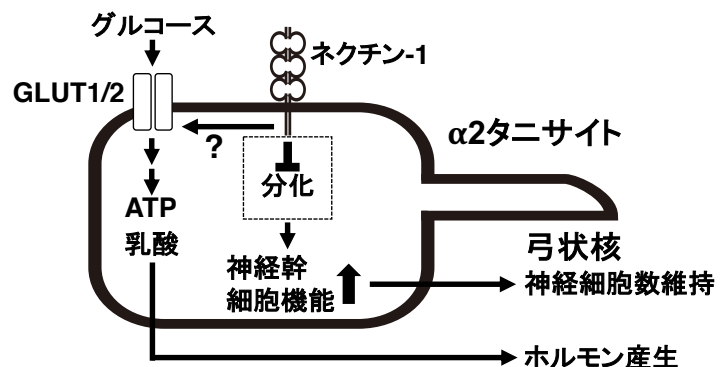 グルコース
ネクチン-1
GLUT1/2
α2タニサイト
?
分化
ATP
乳酸
神経幹
細胞機能
弓状核
神経細胞数維持
ホルモン産生